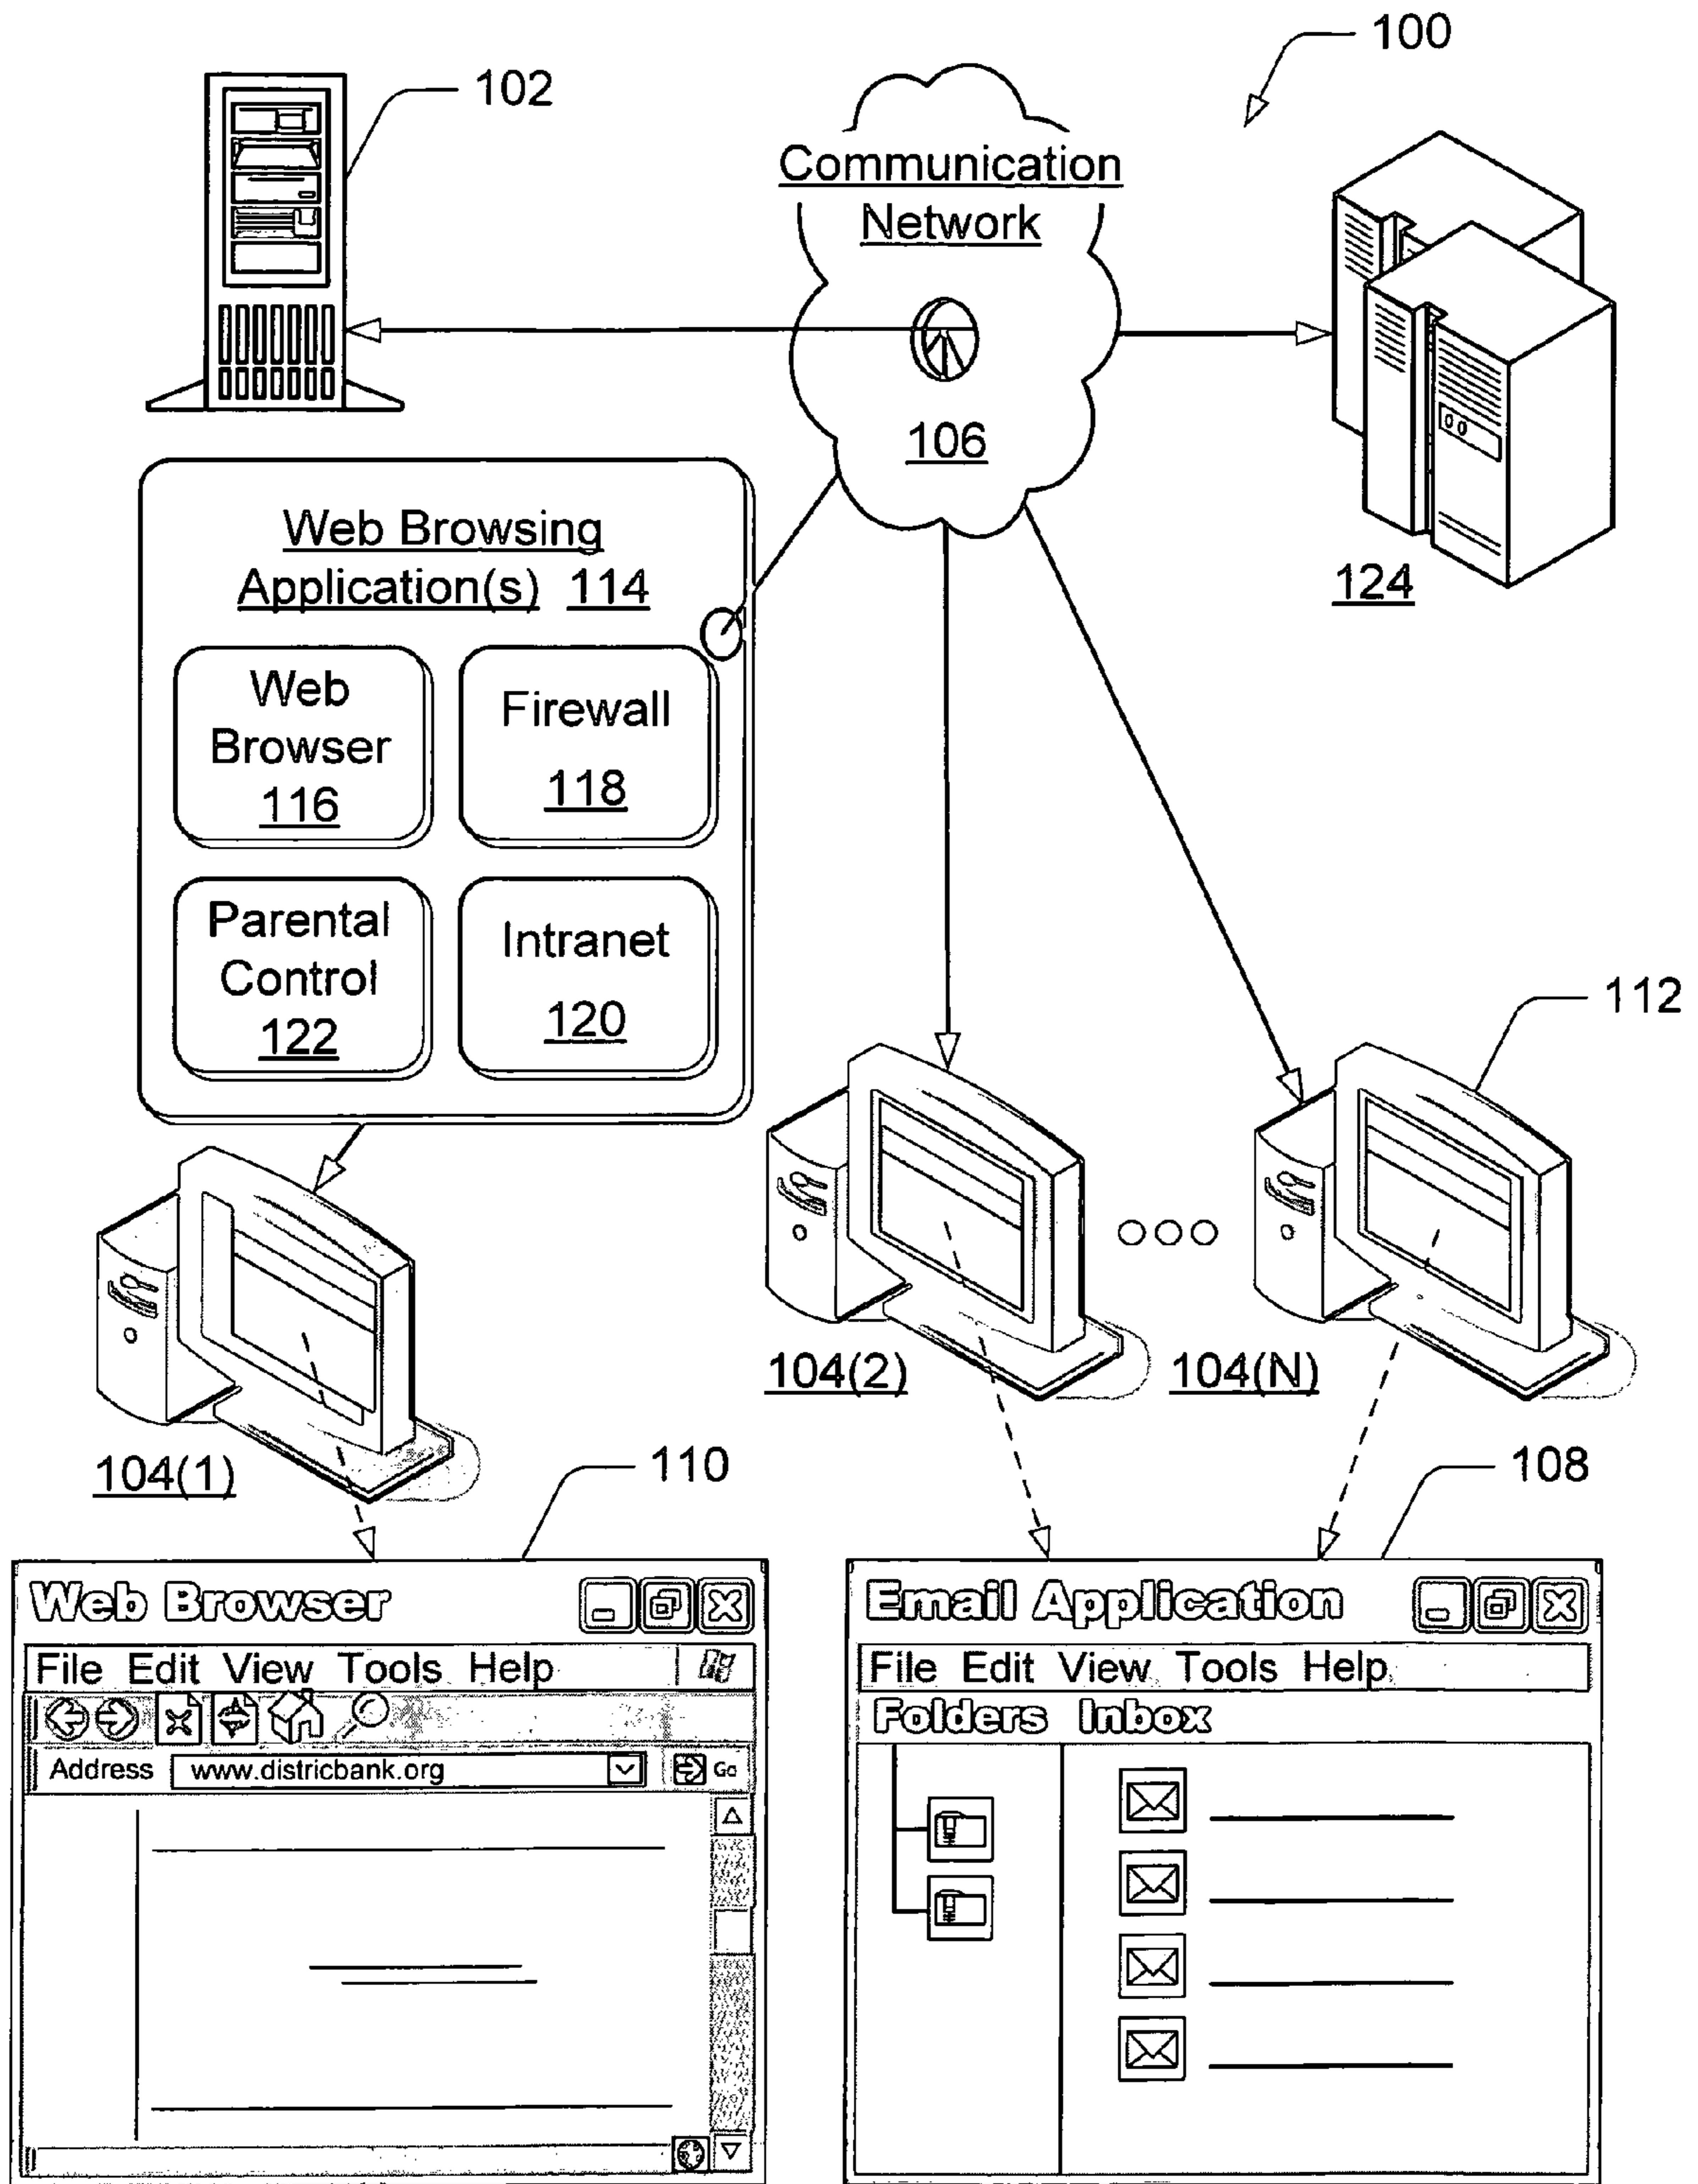 100
102
Communication
Network
106
124
Web Browsing
Application(s) 114
Web
Browser
116
Firewall
118
Parental
Control
122
Intranet
120
112
104(1)
104(2)
104(N)
110
108
Web Browser
File Edit View Tools Help
Address www.districbank.org Go
Email Application
File Edit View Tools Help
Folders Inbox